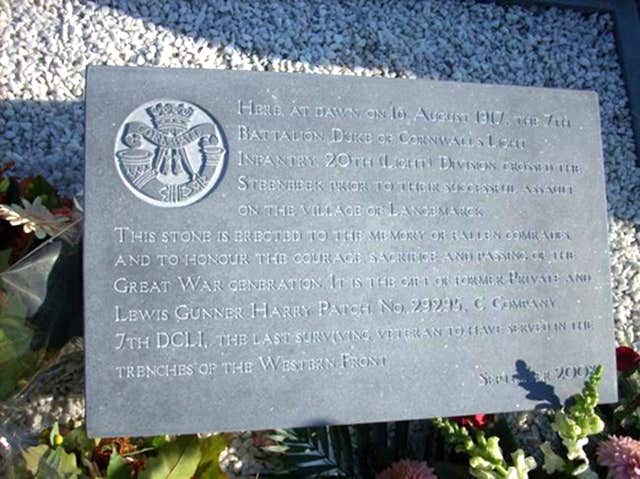 CORNWALL
HERE, AT DAWN ON 16 AUGUST 1917, THE 7TH
BATTALION, DUKE OF CORNWALL'S LIGHT
INFANTRY, 20TH (LIGHT) DIVISION, CROSSED THE
STEENBEEK PRIOR TO THEIR SUCCESSFUL ASSAULT
ON THE VILLAGE OF LANGEMARCK
THIS STONE IS ERECTED TO THE MEMORY OF FALLEN COMRADES,
AND TO HONOUR THE COURAGE, SACRIFICE AND PASSING OF THE
GREAT WAR GENERATION. IT IS THE GIFT OF FORMER PRIVATE AND
LEWIS GUNNER HARRY PATCH, NO. 29295, C COMPANY,
7TH DCLI, THE LAST SURVIVING VETERAN TO HAVE SERVED IN THE
TRENCHES OF THE WESTERN FRONT
SEPTEMBER 2008